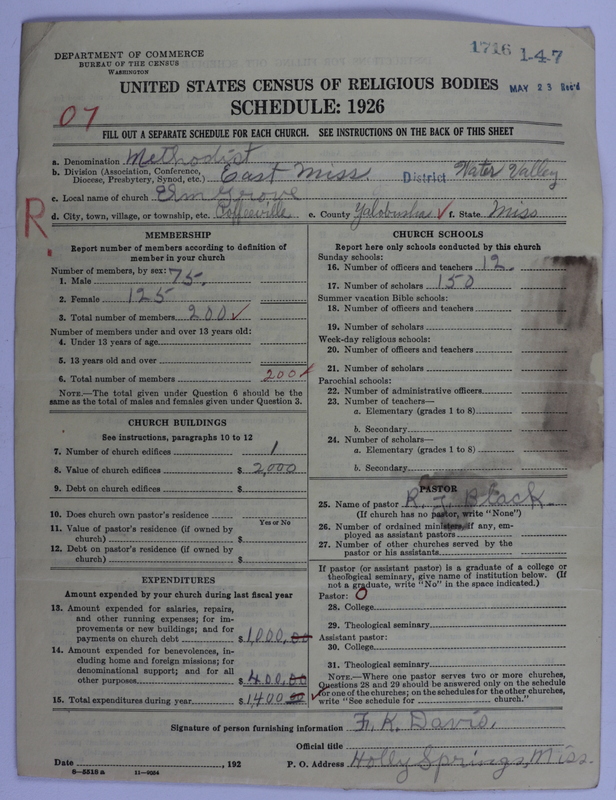 DEPARTMENT OF COMMERCE
BUREAU OF THE CENSUS
WASHINGTON
1716 1-47
UNITED STATES CENSUS OF RELIGIOUS BODIES
MAY 23 Rec'd
SCHEDULE: 1926
07
FILL OUT A SEPARATE SCHEDULE FOR EACH CHURCH. SEE INSTRUCTIONS ON THE BACK OF THIS SHEET
a. Denomination Methodist
b. Division (Association, Conference, Diocese, Presbytery, Synod, etc.) East Miss District Water Valley
c. Local name of church Elm Grove
d. City, town, village, or township, etc. Coffeeville e. County Yalobusha ✓ f. State Miss
R.
MEMBERSHIP
Report number of members according to definition of
member in your church
Number of members, by sex:
1. Male 75.
2. Female 125
3. Total number of members 200 ✓
Number of members under and over 13 years old:
4. Under 13 years of age
5. 13 years old and over
6. Total number of members 200 ✓
NOTE.—The total given under Question 6 should be
same as the total of males and females given under Question 3.
CHURCH BUILDINGS
See instructions, paragraphs 10 to 12
7. Number of church edifices 1
8. Value of church edifices $ 2,000
9. Debt on church edifices $
10. Does church own pastor's residence
Yes or No
11. Value of pastor's residence (if owned by
church) $
12. Debt on pastor's residence (if owned by
church) $
EXPENDITURES
Amount expended by your church during last fiscal year
13. Amount expended for salaries, repairs,
and other running expenses; for im-
provements or new buildings; and for
payments on church debt $ 1,000.00
14. Amount expended for benevolences, in-
cluding home and foreign missions; for
denominational support; and for all
other purposes $ 400.00
15. Total expenditures during year $ 1400 00 ✓
CHURCH SCHOOLS
Report here only schools conducted by this church
Sunday schools:
16. Number of officers and teachers 12.
17. Number of scholars 150
Summer vacation Bible schools:
18. Number of officers and teachers
19. Number of scholars
Week-day religious schools:
20. Number of officers and teachers
21. Number of scholars
Parochial schools:
22. Number of administrative officers
23. Number of teachers—
a. Elementary (grades 1 to 8)
b. Secondary
24. Number of scholars—
a. Elementary (grades 1 to 8)
b. Secondary
PASTOR
25. Name of pastor R. J. Black
(If church has no pastor, write "None")
26. Number of ordained ministers, if any, em-
ployed as assistant pastors
27. Number of other churches served by the
pastor or his assistants
If pastor (or assistant pastor) is a graduate of a college or
theological seminary, give name of institution below. (If
not a graduate, write "No" in the space indicated.)
Pastor: O
28. College
29. Theological seminary
Assistant pastor:
30. College
31. Theological seminary
NOTE.—Where one pastor serves two or more churches,
Questions 28 and 29 should be answered only on the schedule
for one of the churches; on the schedules for the other churches,
write "See schedule for church."
Signature of person furnishing information F. K. Davis.
Official title
Date , 192 P. O. Address Holly Springs, Miss.
8—5518 a 11—9024